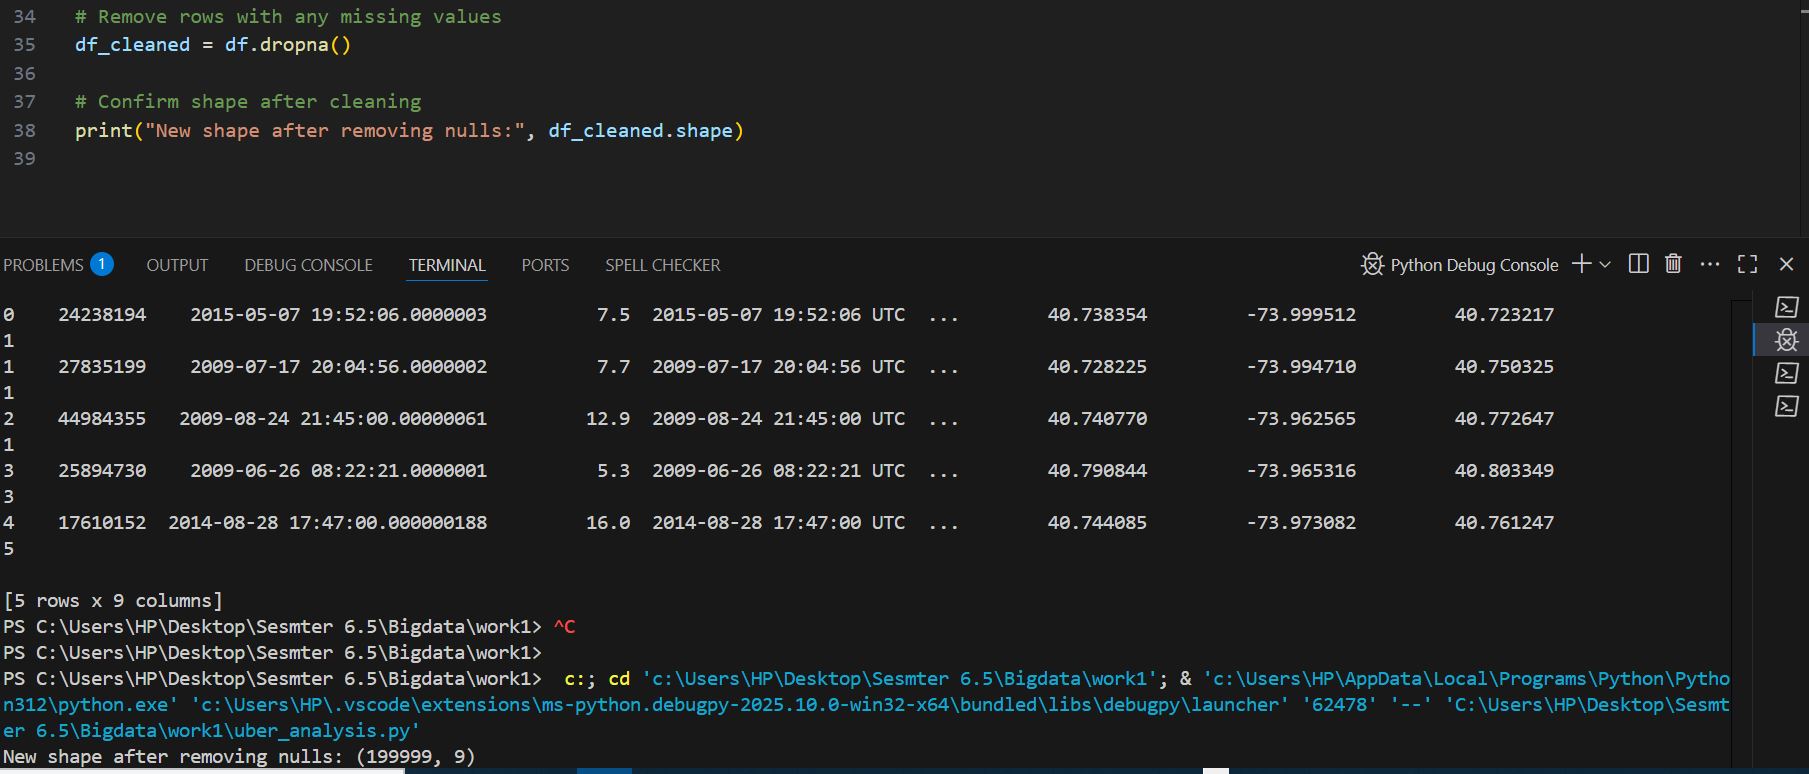 34 # Remove rows with any missing values
35 df_cleaned = df.dropna()
36
37 # Confirm shape after cleaning
38 print("New shape after removing nulls:", df_cleaned.shape)
39
PROBLEMS 1 OUTPUT DEBUG CONSOLE TERMINAL PORTS SPELL CHECKER Python Debug Console
0 24238194 2015-05-07 19:52:06.0000003 7.5 2015-05-07 19:52:06 UTC ... 40.738354 -73.999512 40.723217
1
1 27835199 2009-07-17 20:04:56.0000002 7.7 2009-07-17 20:04:56 UTC ... 40.728225 -73.994710 40.750325
1
2 44984355 2009-08-24 21:45:00.00000061 12.9 2009-08-24 21:45:00 UTC ... 40.740770 -73.962565 40.772647
1
3 25894730 2009-06-26 08:22:21.0000001 5.3 2009-06-26 08:22:21 UTC ... 40.790844 -73.965316 40.803349
3
4 17610152 2014-08-28 17:47:00.000000188 16.0 2014-08-28 17:47:00 UTC ... 40.744085 -73.973082 40.761247
5
[5 rows x 9 columns]
PS C:\Users\HP\Desktop\Sesmter 6.5\Bigdata\work1> ^C
PS C:\Users\HP\Desktop\Sesmter 6.5\Bigdata\work1>
PS C:\Users\HP\Desktop\Sesmter 6.5\Bigdata\work1> c:; cd 'c:\Users\HP\Desktop\Sesmter 6.5\Bigdata\work1'; & 'c:\Users\HP\AppData\Local\Programs\Python\Pytho
n312\python.exe' 'c:\Users\HP\.vscode\extensions\ms-python.debugpy-2025.10.0-win32-x64\bundled\libs\debugpy\launcher' '62478' '--' 'C:\Users\HP\Desktop\Sesmt
er 6.5\Bigdata\work1\uber_analysis.py'
New shape after removing nulls: (199999, 9)